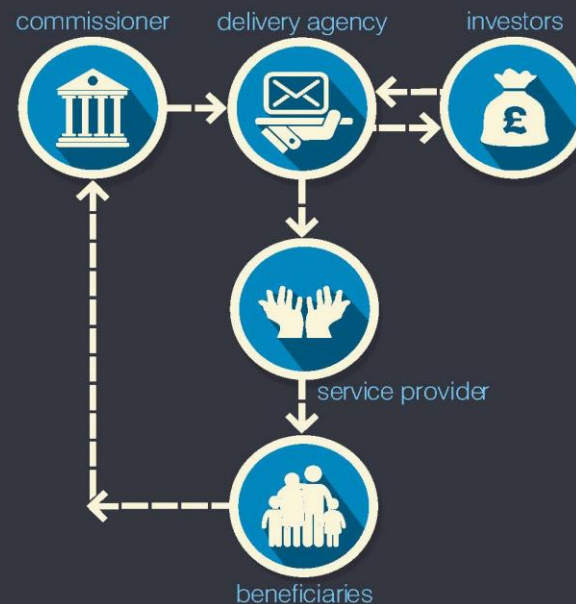 commissioner
delivery agency
investors
£
service provider
beneficiaries